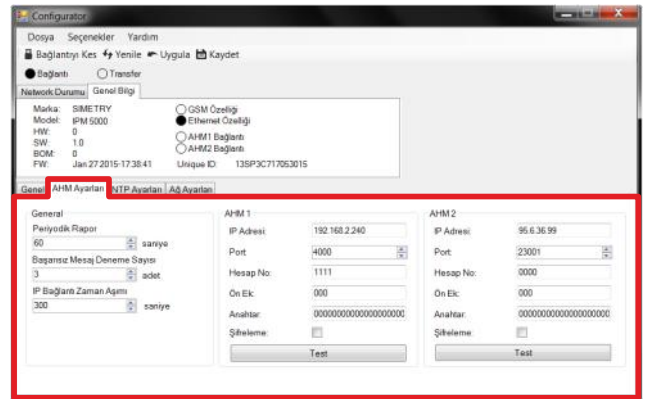 Configurator
Dosya Seçenekler Yardım
Bağlantıyı Kes Yenile Uygula Kaydet
Bağlantı Transfer
Network Durumu Genel Bilgi
Marka: SIMETRY
Model: IPM 5000
HW: 0
SW: 1.0
BOM: 0
FW: Jan 27 2015-17:38:41
GSM Özelliği
Ethernet Özelliği
AHM1 Bağlantı
AHM2 Bağlantı
Unique ID: 13SP3C717053015
Genel AHM Ayarları NTP Ayarları Ağ Ayarları
General
Periyodik Rapor
60 saniye
Başarısız Mesaj Deneme Sayısı
3 adet
IP Bağlantı Zaman Aşımı
300 saniye
AHM 1
IP Adresi: 192.168.2.240
Port: 4000
Hesap No: 1111
Ön Ek: 000
Anahtar: 00000000000000000000
Şifreleme:
Test
AHM 2
IP Adresi: 95.6.36.99
Port: 23001
Hesap No: 0000
Ön Ek: 000
Anahtar: 00000000000000000000
Şifreleme:
Test